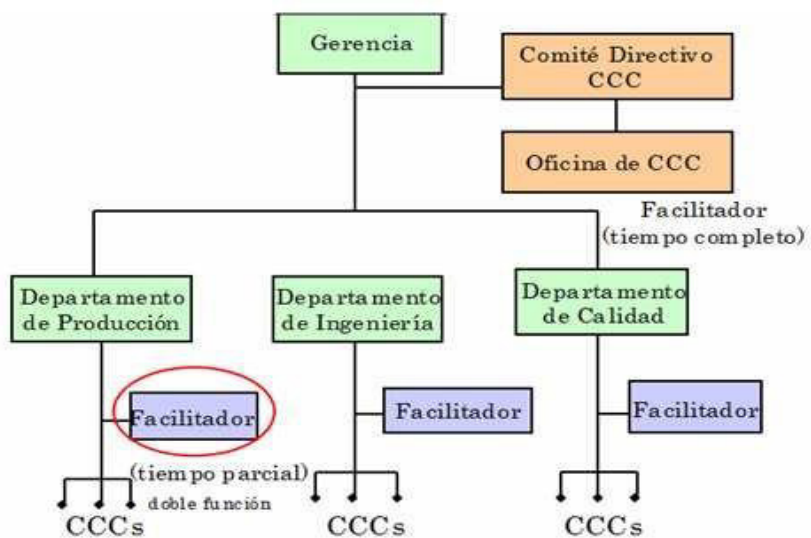 Gerencia
Comité Directivo
CCC
Oficina de CCC
Facilitador
(tiempo completo)
Departamento
de Producción
Departamento
de Ingeniería
Departamento
de Calidad
Facilitador
Facilitador
Facilitador
(tiempo parcial)
doble función
CCCs
CCCs
CCCs